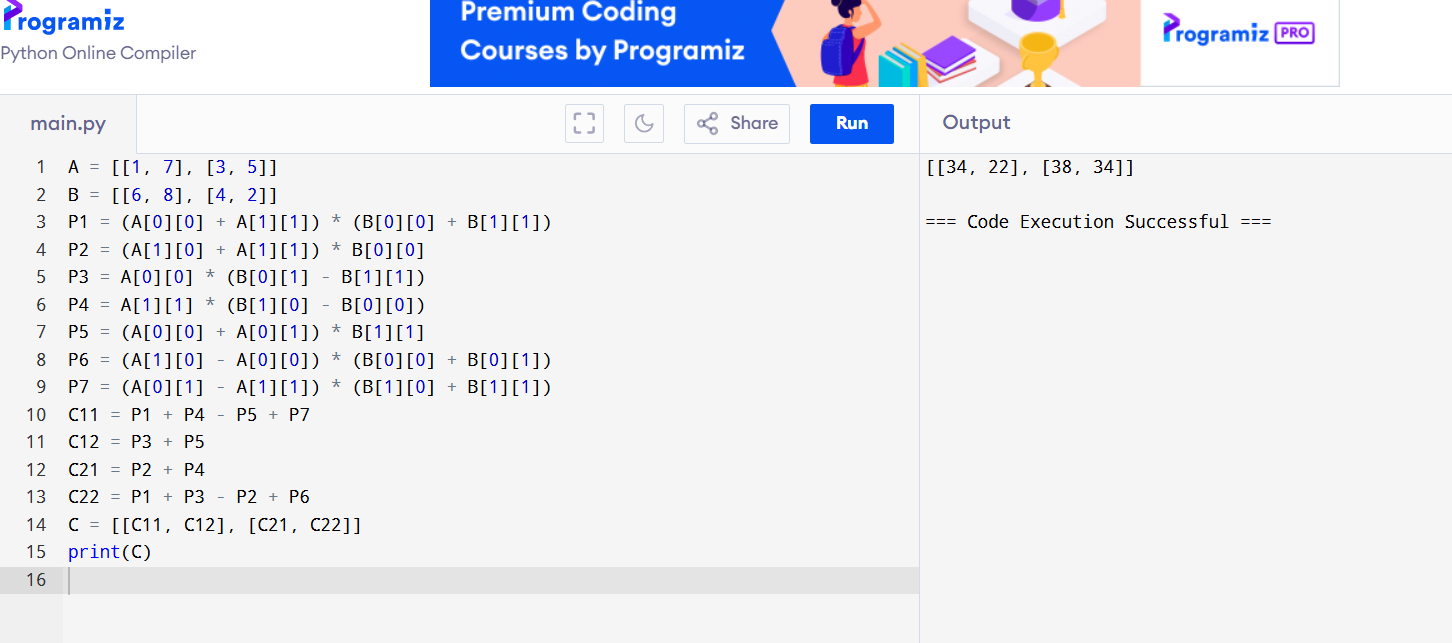 Programiz
Python Online Compiler
Premium Coding
Courses by Programiz
Programiz PRO
main.py
Share
Run
Output
1 A = [[1, 7], [3, 5]]
2 B = [[6, 8], [4, 2]]
3 P1 = (A[0][0] + A[1][1]) * (B[0][0] + B[1][1])
4 P2 = (A[1][0] + A[1][1]) * B[0][0]
5 P3 = A[0][0] * (B[0][1] - B[1][1])
6 P4 = A[1][1] * (B[1][0] - B[0][0])
7 P5 = (A[0][0] + A[0][1]) * B[1][1]
8 P6 = (A[1][0] - A[0][0]) * (B[0][0] + B[0][1])
9 P7 = (A[0][1] - A[1][1]) * (B[1][0] + B[1][1])
10 C11 = P1 + P4 - P5 + P7
11 C12 = P3 + P5
12 C21 = P2 + P4
13 C22 = P1 + P3 - P2 + P6
14 C = [[C11, C12], [C21, C22]]
15 print(C)
16
[[34, 22], [38, 34]]
=== Code Execution Successful ===